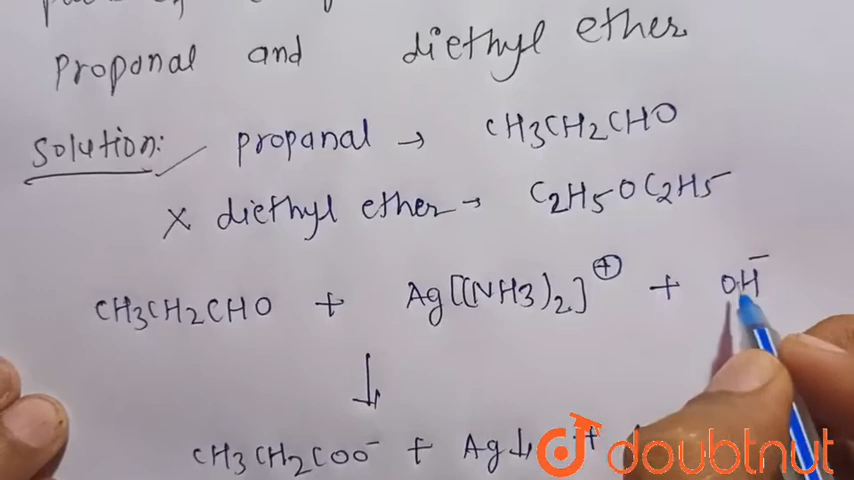 Propanal and diethyl ether
Solution: propanal → CH3CH2CHO
× diethyl ether → C2H5OC2H5
CH3CH2CHO + Ag[(NH3)2]⊕ + OH⁻
↓
CH3CH2COO⁻ + Ag↓ +
doubtnut